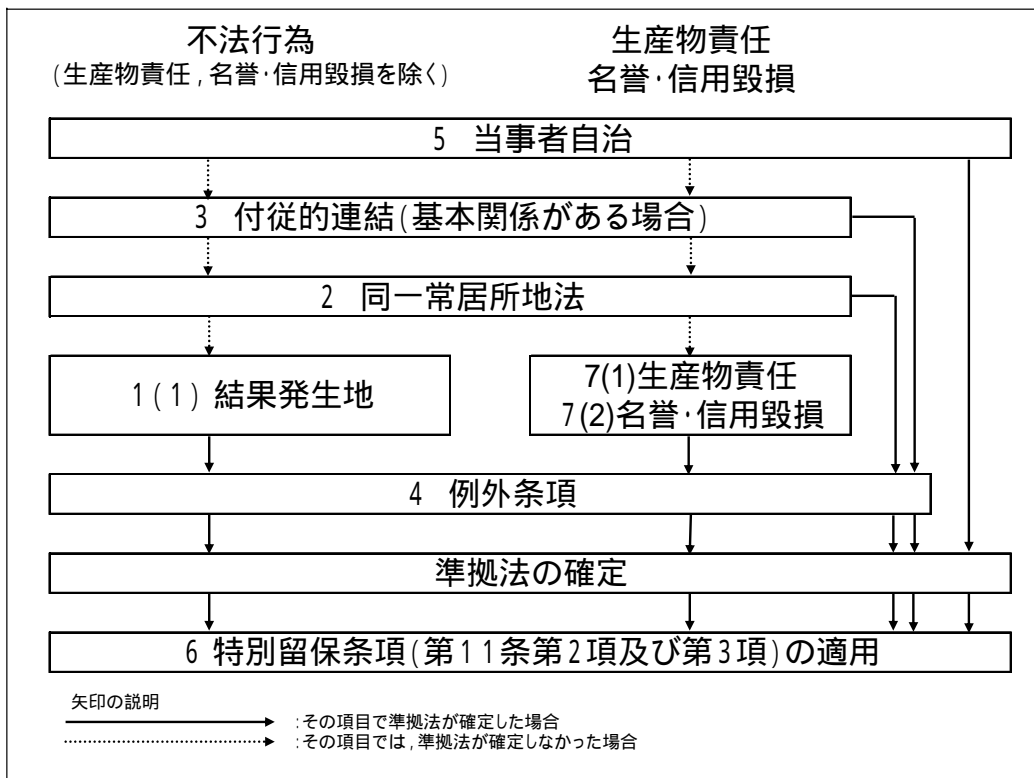 不法行為
(生産物責任,名誉・信用毀損を除く)
生産物責任
名誉・信用毀損
5 当事者自治
3 付従的連結(基本関係がある場合)
2 同一常居所地法
1(1) 結果発生地
7(1)生産物責任
7(2)名誉・信用毀損
4 例外条項
準拠法の確定
6 特別留保条項(第11条第2項及び第3項)の適用
矢印の説明
:その項目で準拠法が確定した場合
:その項目では,準拠法が確定しなかった場合